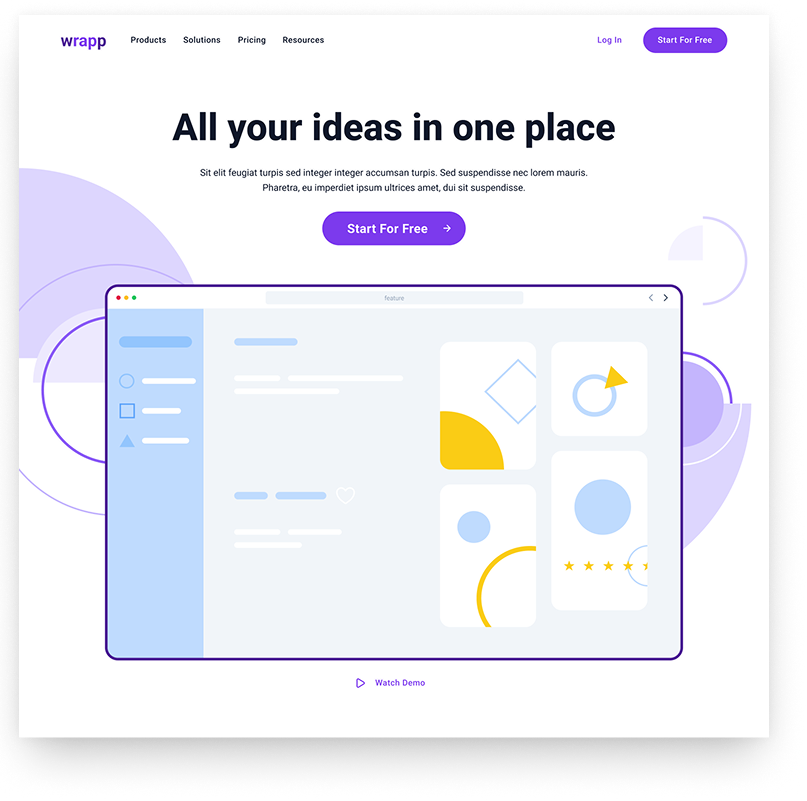 wrapp Products Solutions Pricing Resources Log In Start For Free
All your ideas in one place
Sit elit feugiat turpis sed integer integer accumsan turpis. Sed suspendisse nec lorem mauris.
Pharetra, eu imperdiet ipsum ultrices amet, dui sit suspendisse.
Start For Free
feature
Watch Demo